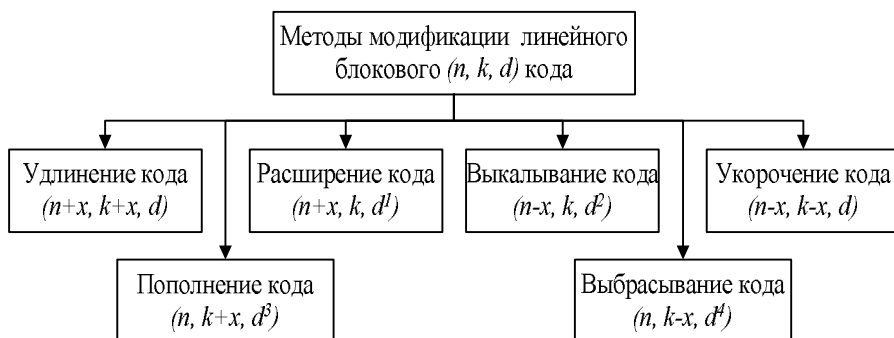 Методы модификации линейного
блокового (n, k, d) кода
Удлинение кода
(n+x, k+x, d)
Расширение кода
(n+x, k, d¹)
Выкалывание кода
(n-x, k, d²)
Укорочение кода
(n-x, k-x, d)
Пополнение кода
(n, k+x, d³)
Выбрасывание кода
(n, k-x, d⁴)